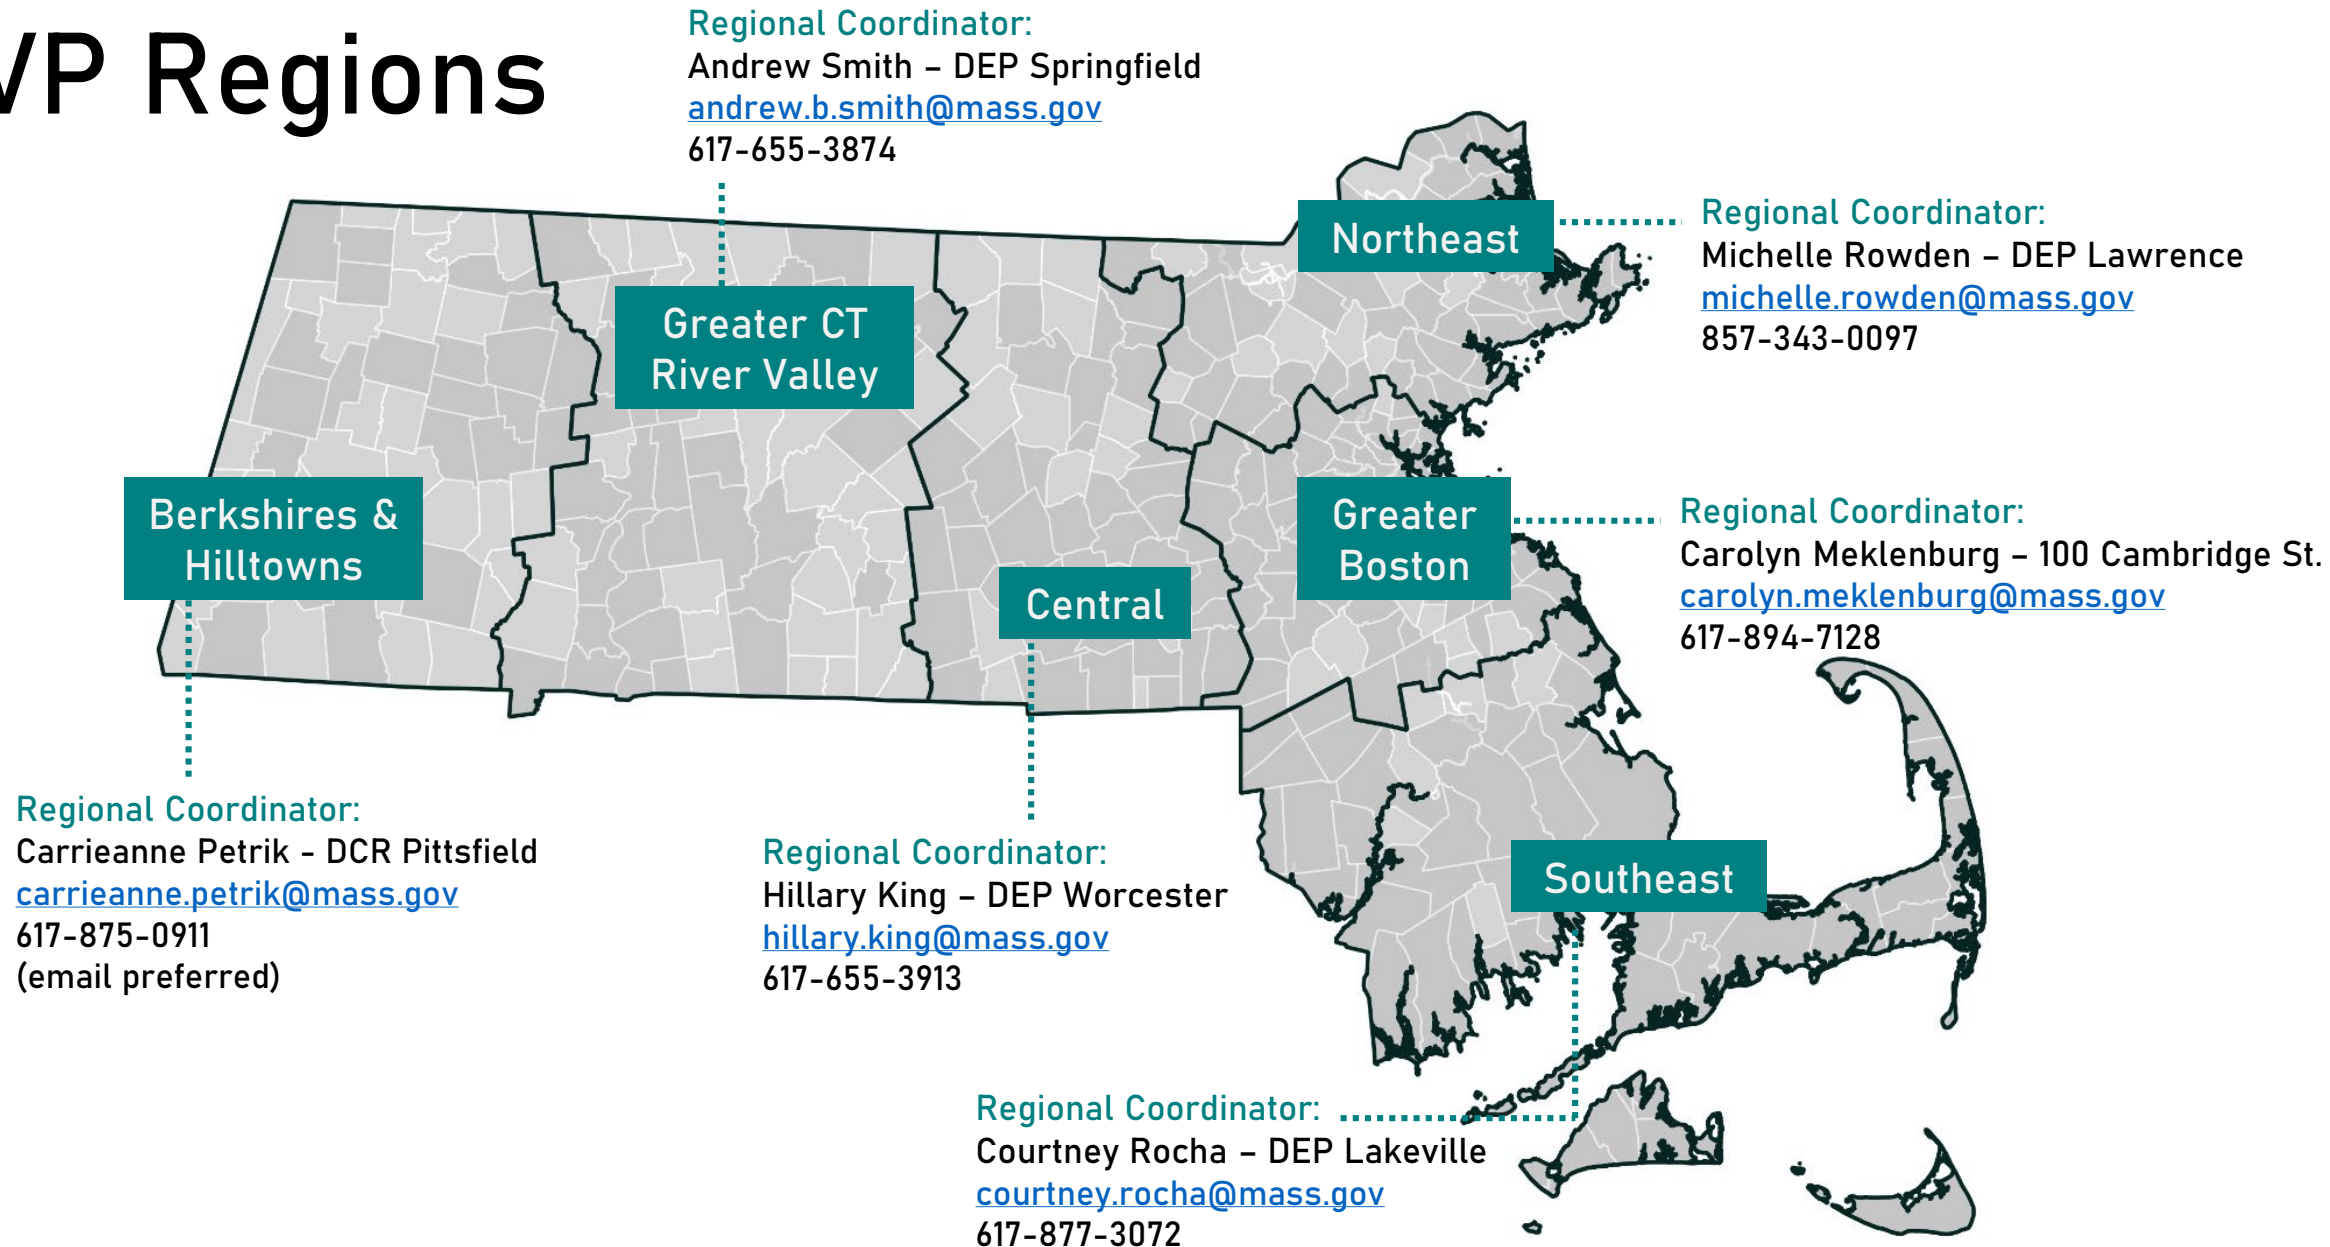 VP Regions
Regional Coordinator:
Andrew Smith – DEP Springfield
andrew.b.smith@mass.gov
617-655-3874
Northeast
Regional Coordinator:
Michelle Rowden – DEP Lawrence
michelle.rowden@mass.gov
857-343-0097
Greater CT
River Valley
Berkshires &
Hilltowns
Greater
Boston
Regional Coordinator:
Carolyn Meklenburg – 100 Cambridge St.
carolyn.meklenburg@mass.gov
617-894-7128
Central
Regional Coordinator:
Carrieanne Petrik - DCR Pittsfield
carrieanne.petrik@mass.gov
617-875-0911
(email preferred)
Regional Coordinator:
Hillary King – DEP Worcester
hillary.king@mass.gov
617-655-3913
Southeast
Regional Coordinator:
Courtney Rocha – DEP Lakeville
courtney.rocha@mass.gov
617-877-3072